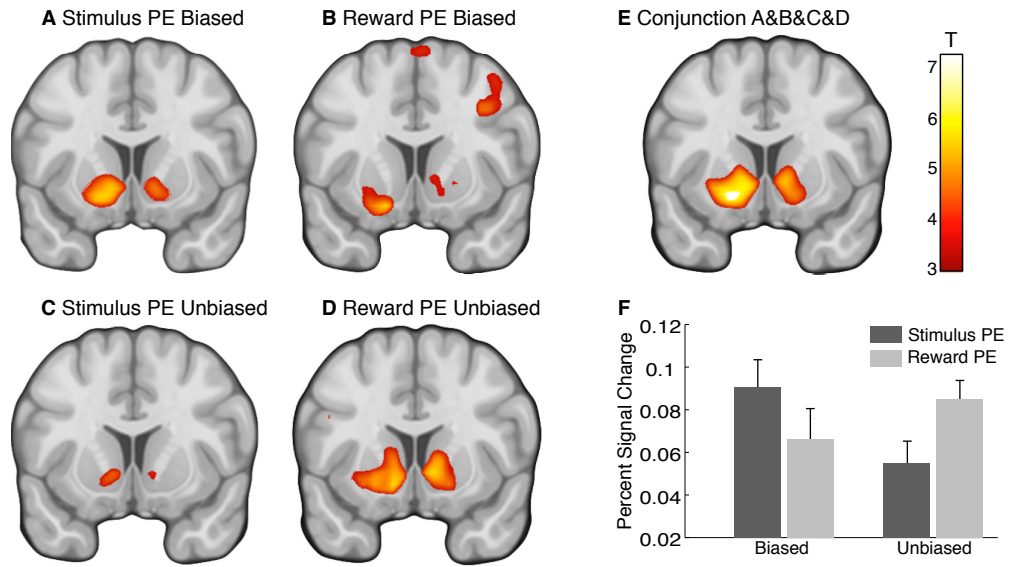 A Stimulus PE Biased
B Reward PE Biased
E Conjunction A&B&C&D
T
7
6
5
4
3
C Stimulus PE Unbiased
D Reward PE Unbiased
F
Percent Signal Change
0.12
0.1
0.08
0.06
0.04
0.02
Stimulus PE
Reward PE
Biased
Unbiased